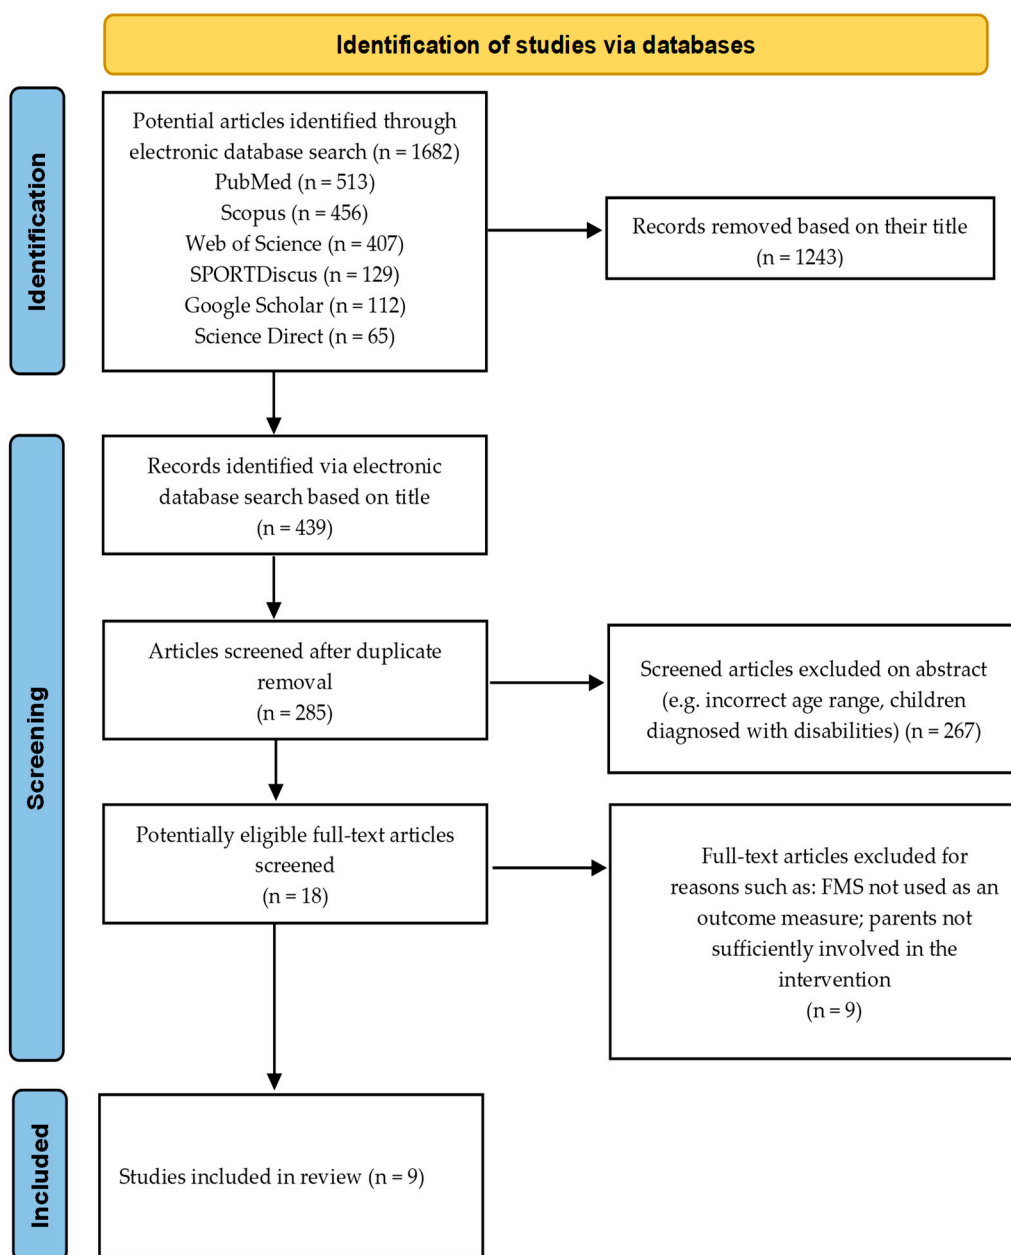 Identification of studies via databases
Identification
Potential articles identified through
electronic database search (n = 1682)
PubMed (n = 513)
Scopus (n = 456)
Web of Science (n = 407)
SPORTDiscus (n = 129)
Google Scholar (n = 112)
Science Direct (n = 65)
Records removed based on their title
(n = 1243)
Screening
Records identified via electronic
database search based on title
(n = 439)
Articles screened after duplicate
removal
(n = 285)
Screened articles excluded on abstract
(e.g. incorrect age range, children
diagnosed with disabilities) (n = 267)
Potentially eligible full-text articles
screened
(n = 18)
Full-text articles excluded for
reasons such as: FMS not used as an
outcome measure; parents not
sufficiently involved in the
intervention
(n = 9)
Included
Studies included in review (n = 9)